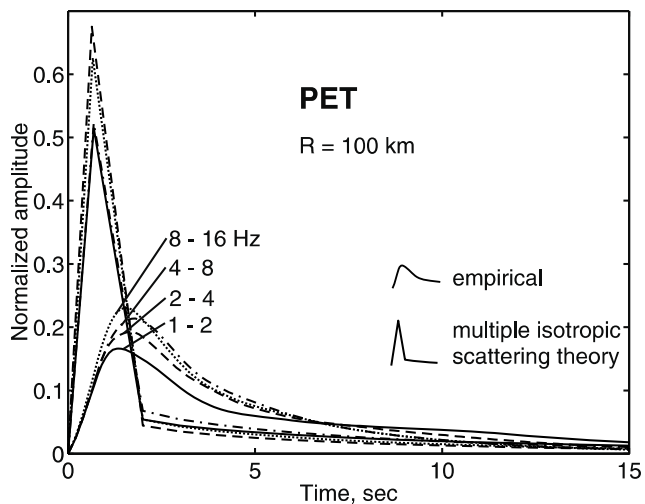 0.6
0.5
0.4
0.3
0.2
0.1
0
Normalized amplitude
PET
R = 100 km
8 - 16 Hz
4 - 8
2 - 4
1 - 2
empirical
multiple isotropic
scattering theory
0
5
10
15
Time, sec